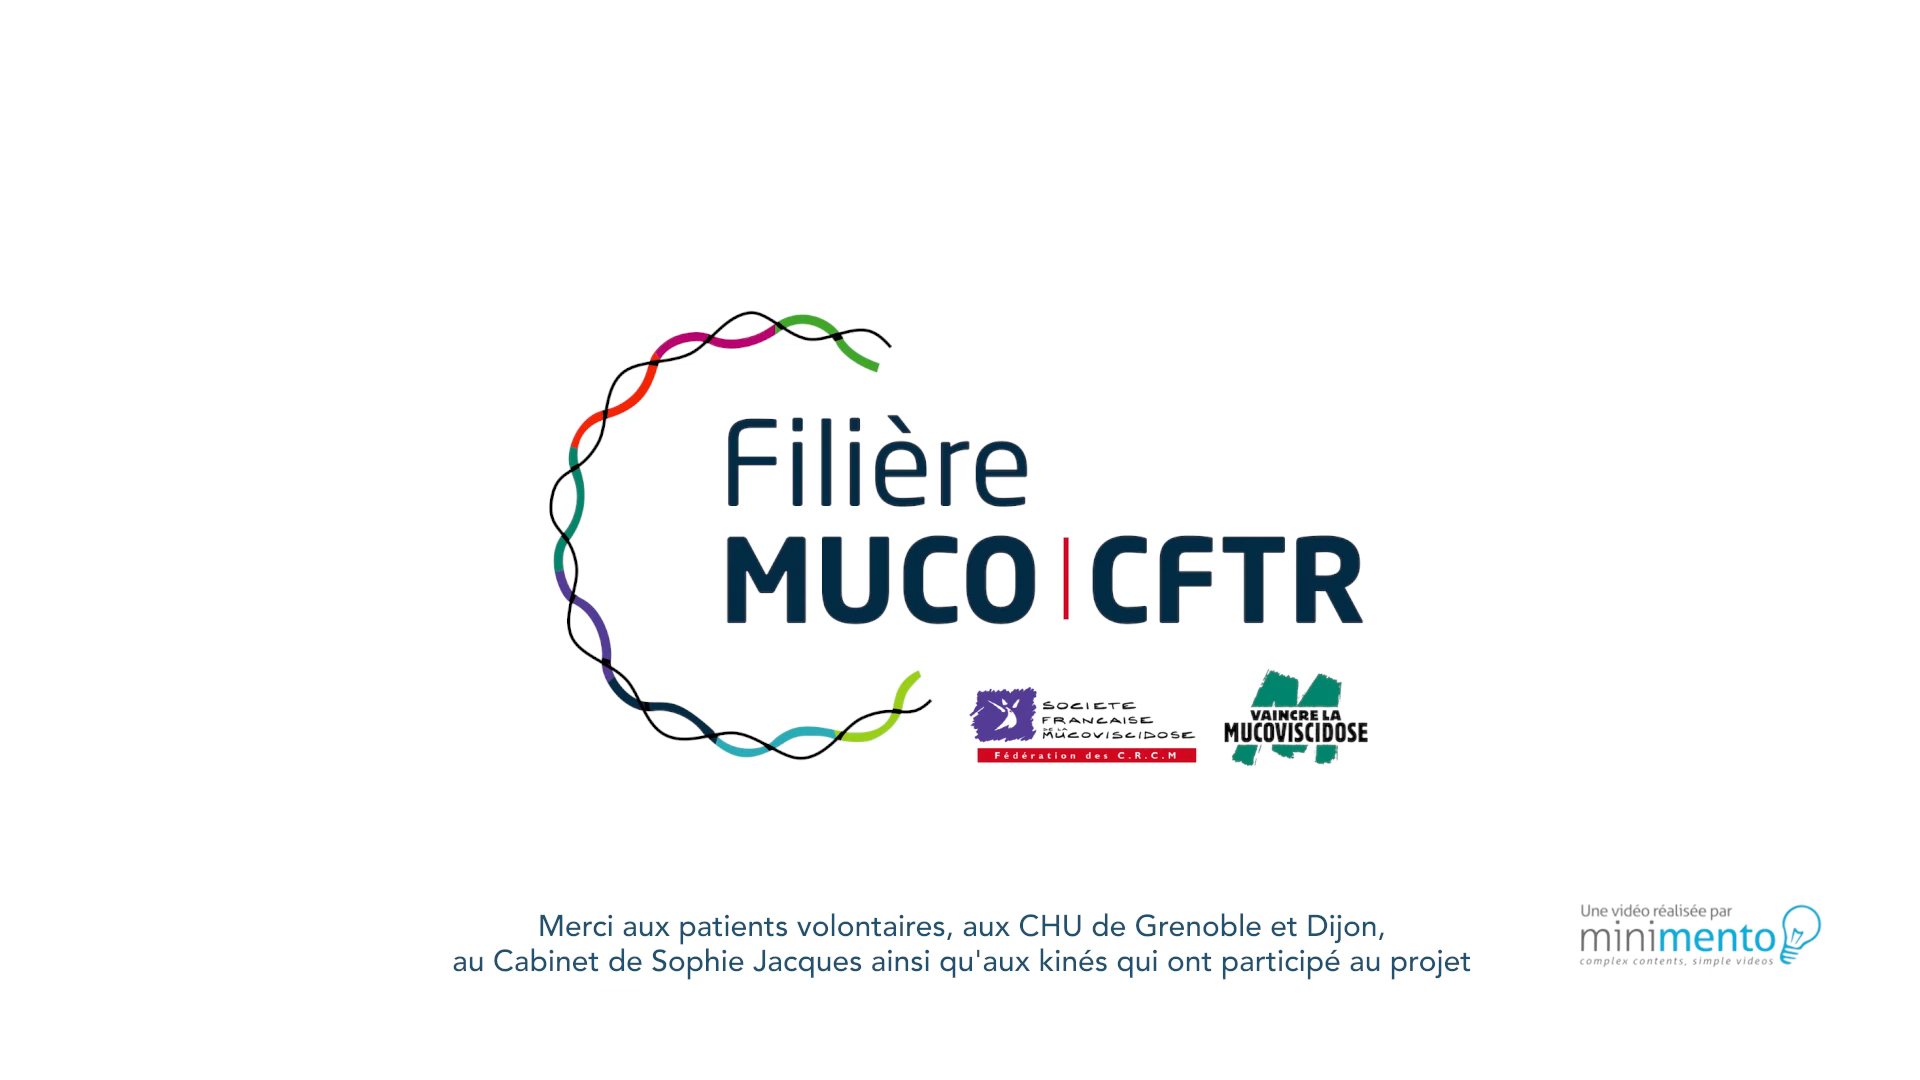 Filière
MUCO | CFTR
SOCIETE
FRANCAISE
DE LA
MUCOVISCIDOSE
Fédération des C.R.C.M
VAINCRE LA
MUCOVISCIDOSE
Merci aux patients volontaires, aux CHU de Grenoble et Dijon,
au Cabinet de Sophie Jacques ainsi qu'aux kinés qui ont participé au projet
Une vidéo réalisée par
minimento
complex contents, simple videos